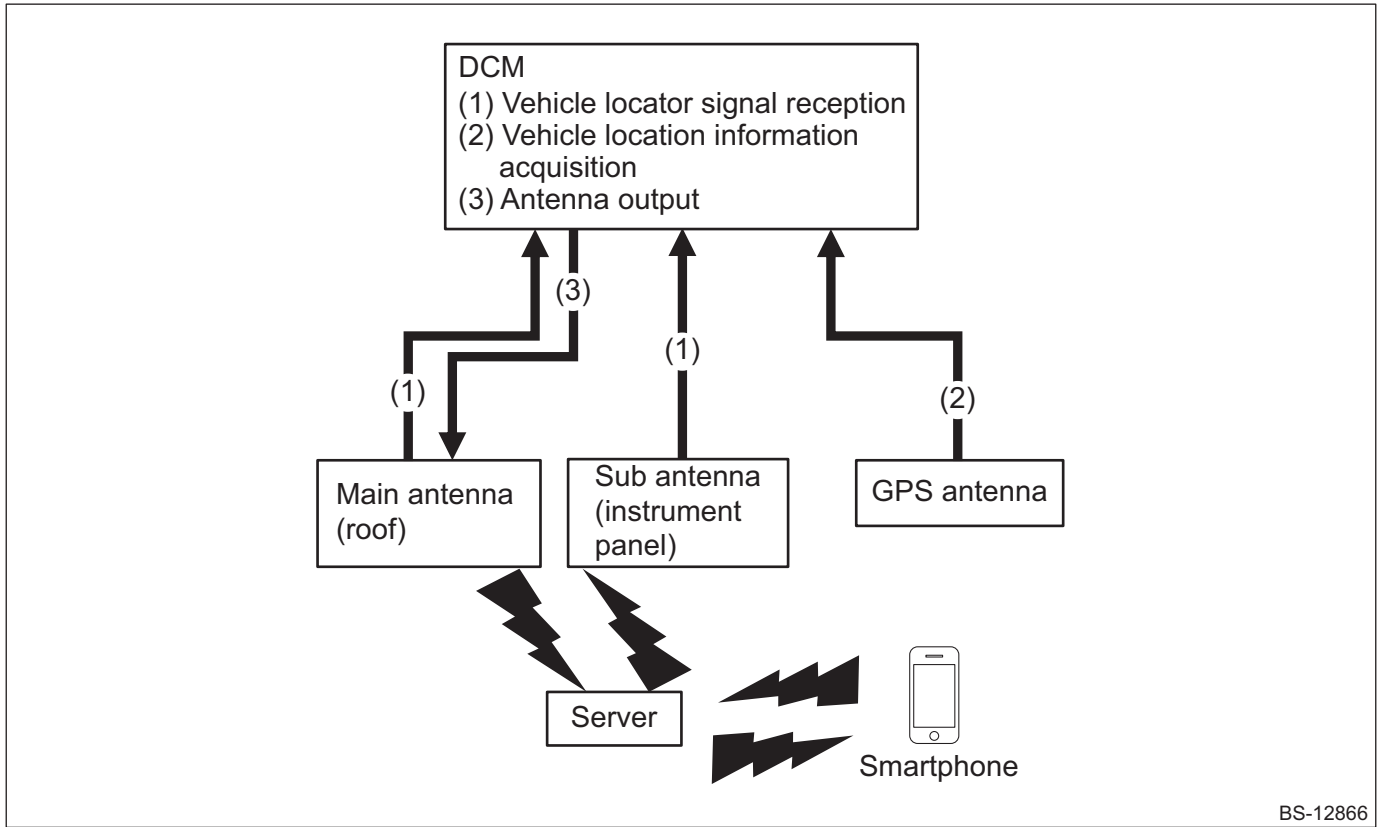 DCM
(1) Vehicle locator signal reception
(2) Vehicle location information
acquisition
(3) Antenna output
(3)
(1)
(1)
(2)
Main antenna
(roof)
Sub antenna
(instrument
panel)
GPS antenna
Server
Smartphone
BS-12866